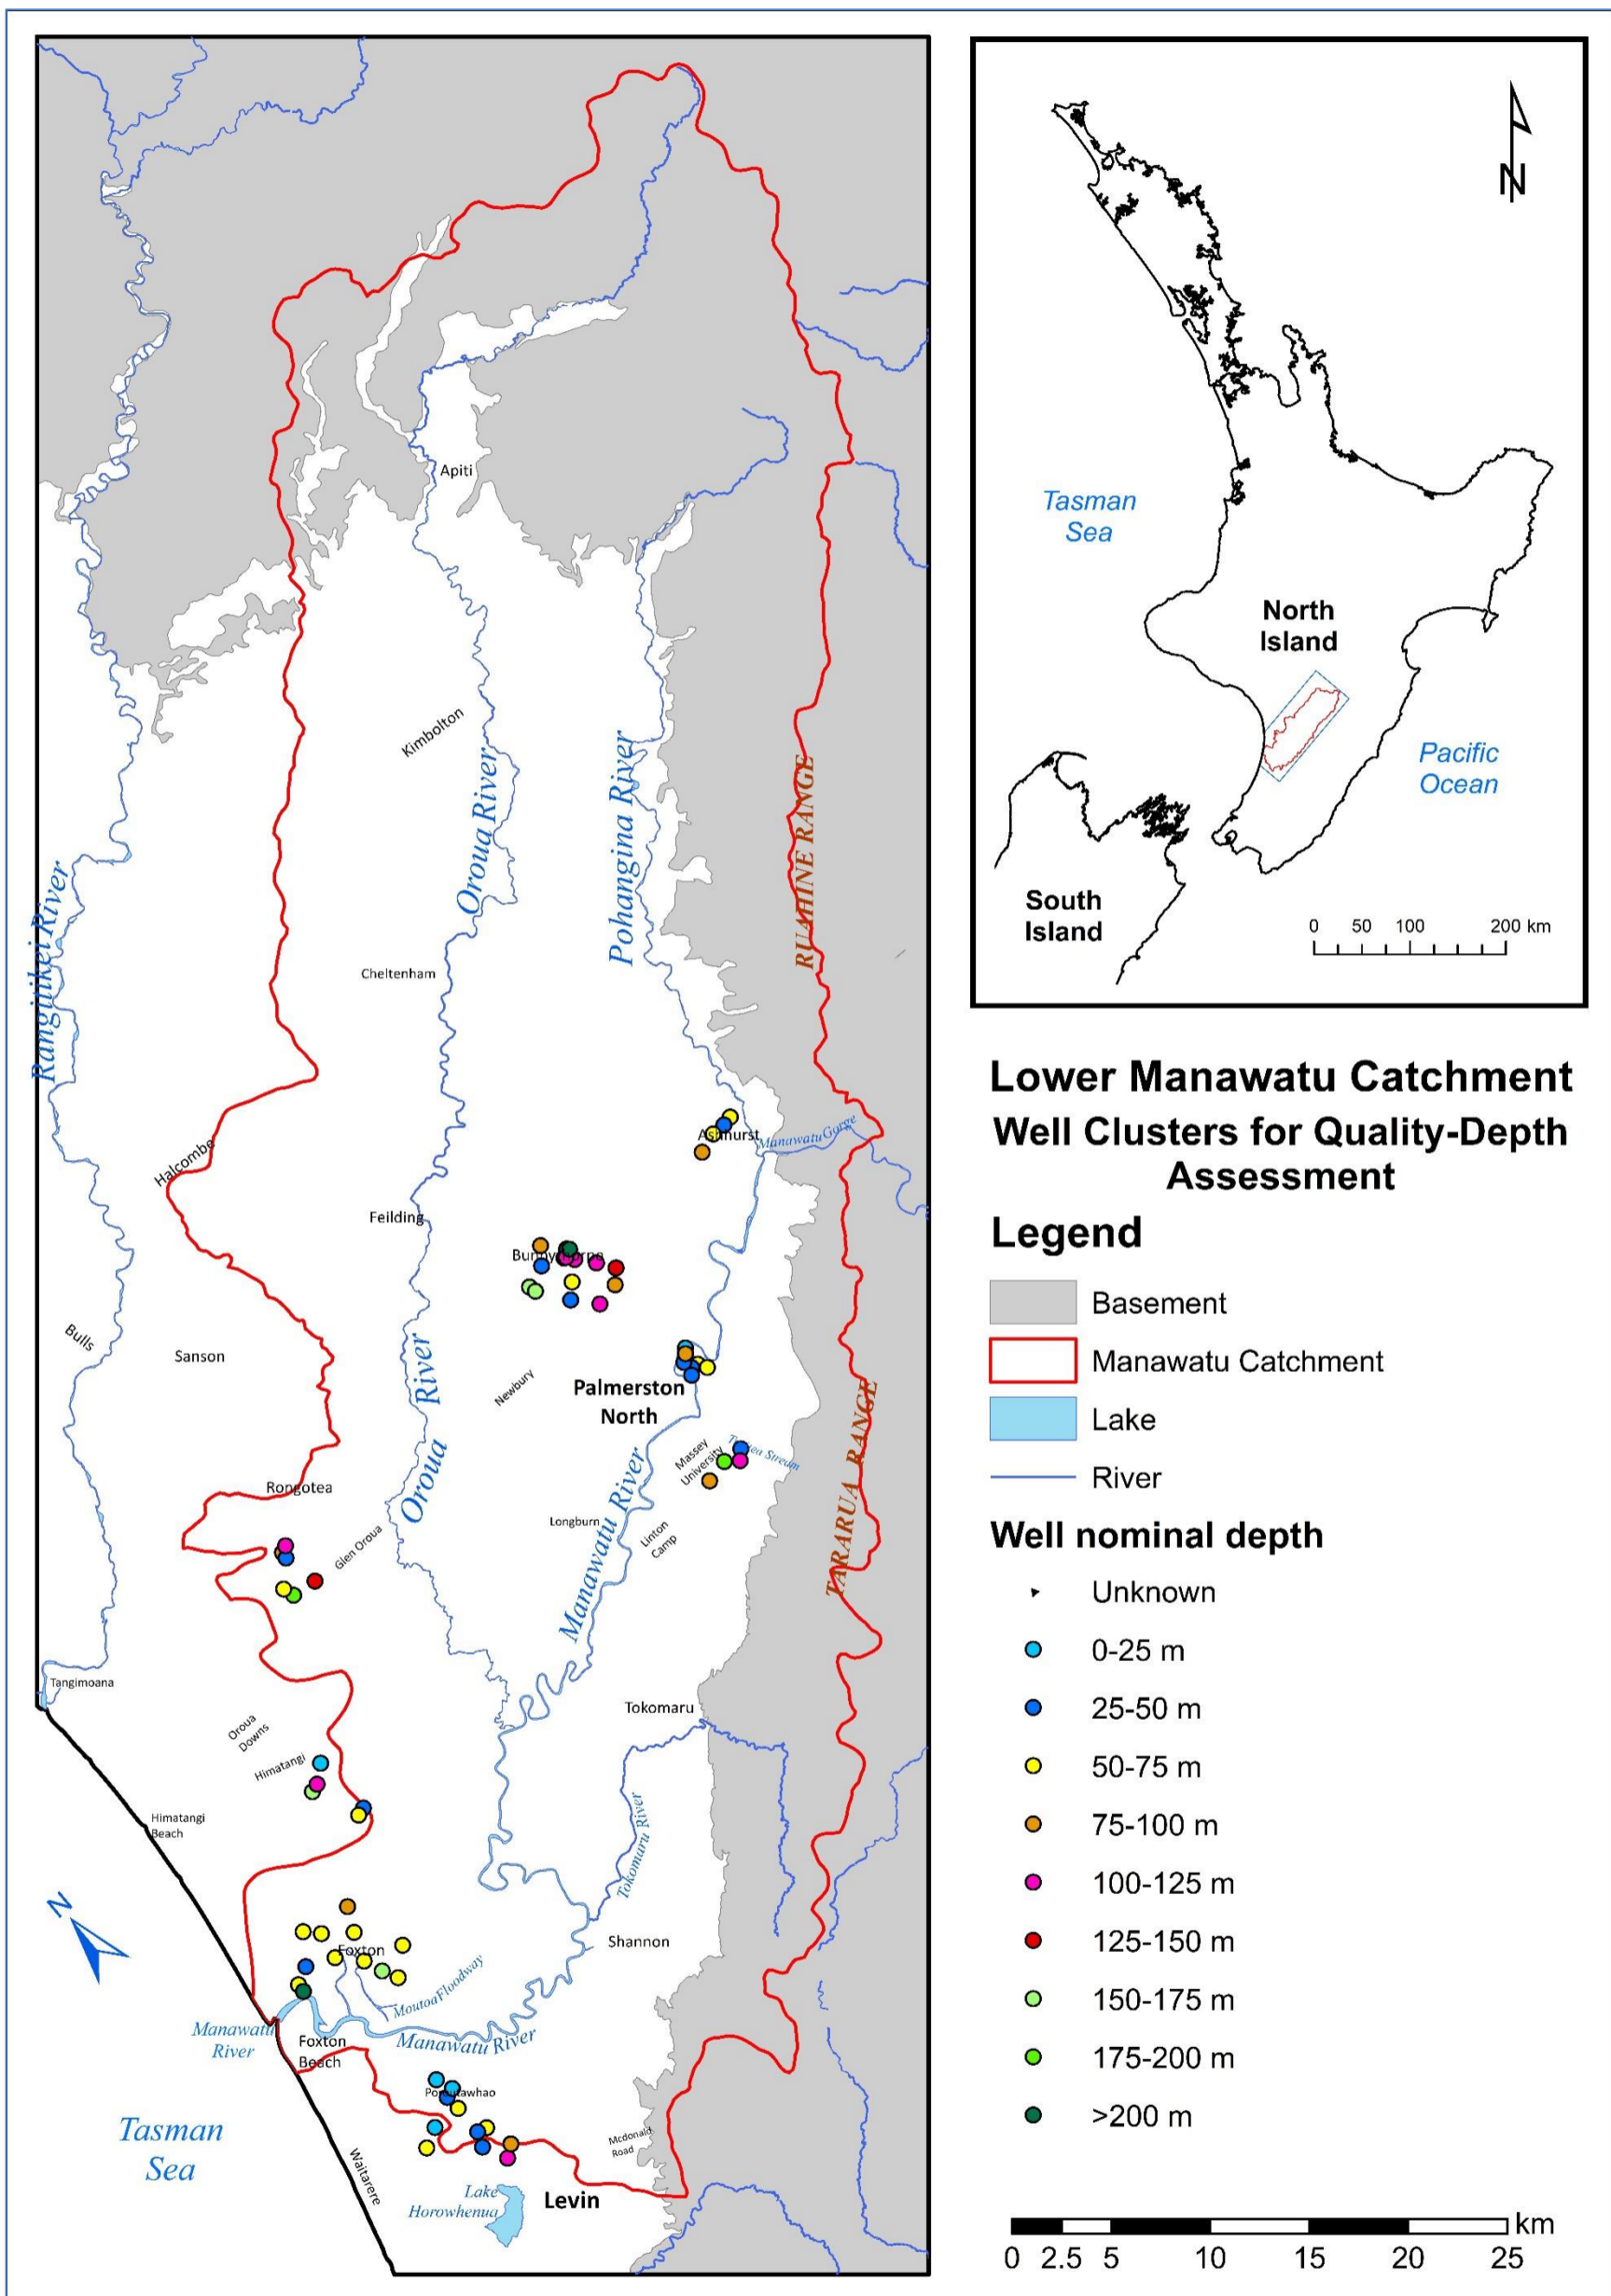 Apiti
Kimbolton
Oroua River
Pohangina River
RUAHINE RANGE
Rangitikei River
Cheltenham
Ashhurst
Manawatu Gorge
Halcombe
Feilding
Bunnythorpe
Bulls
Sanson
Newbury
Palmerston
North
Oroua River
Massey
University
Stream
TARARUA RANGE
Rongotea
Glen Oroua
Longburn
Linton
Camp
Manawatu River
Tangimoana
Oroua
Downs
Himatangi
Himatangi
Beach
Tokomaru
Tokomaru River
N
Foxton
Shannon
Moutoa Floodway
Manawatu
River
Foxton
Beach
Manawatu River
Tasman
Sea
Waitarere
Mcdonald
Road
Lake
Horowhenua
Levin
N
Tasman
Sea
North
Island
Pacific
Ocean
South
Island
0 50 100 200 km
Lower Manawatu Catchment
Well Clusters for Quality-Depth
Assessment
Legend
Basement
Manawatu Catchment
Lake
River
Well nominal depth
Unknown
0-25 m
25-50 m
50-75 m
75-100 m
100-125 m
125-150 m
150-175 m
175-200 m
>200 m
km
0 2.5 5 10 15 20 25